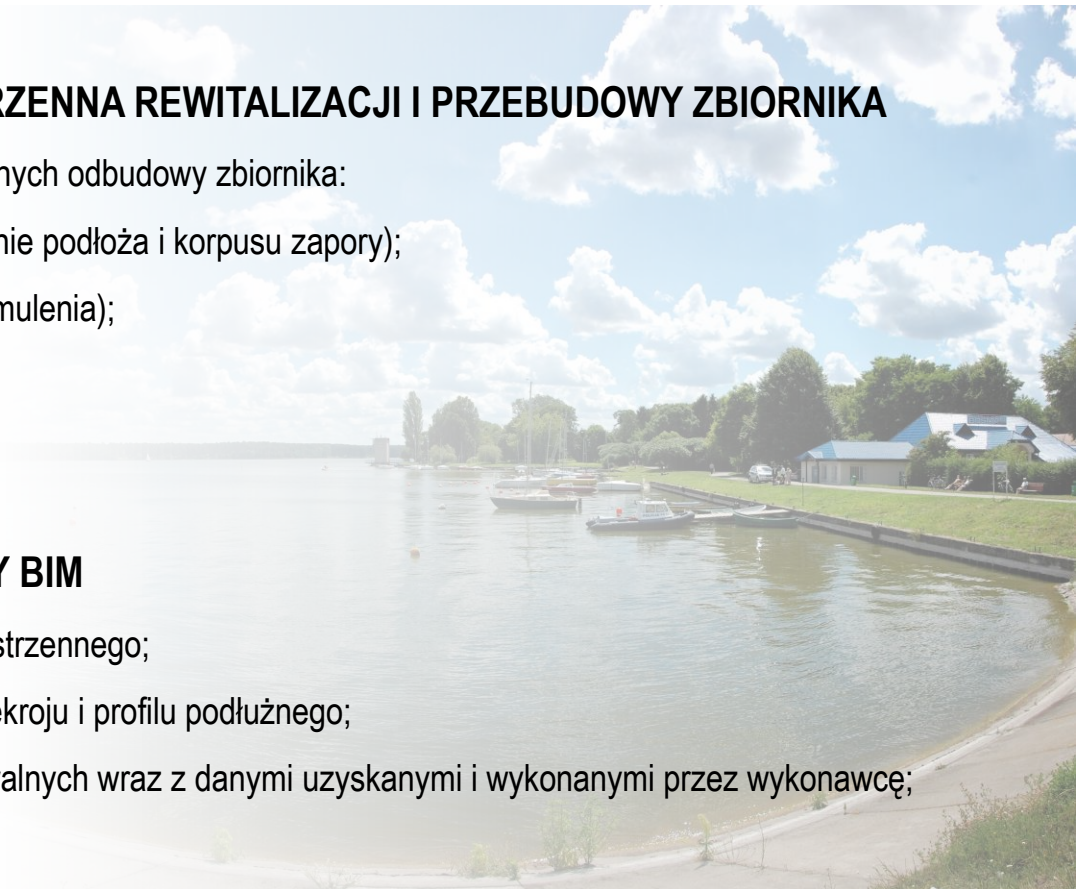 RZENNA REWITALIZACJI I PRZEBUDOWY ZBIORNIKA
nych odbudowy zbiornika:
nie podłoża i korpusu zapory);
mulenia);
Y BIM
strzennego;
ekroju i profilu podłużnego;
alnych wraz z danymi uzyskanymi i wykonanymi przez wykonawcę;